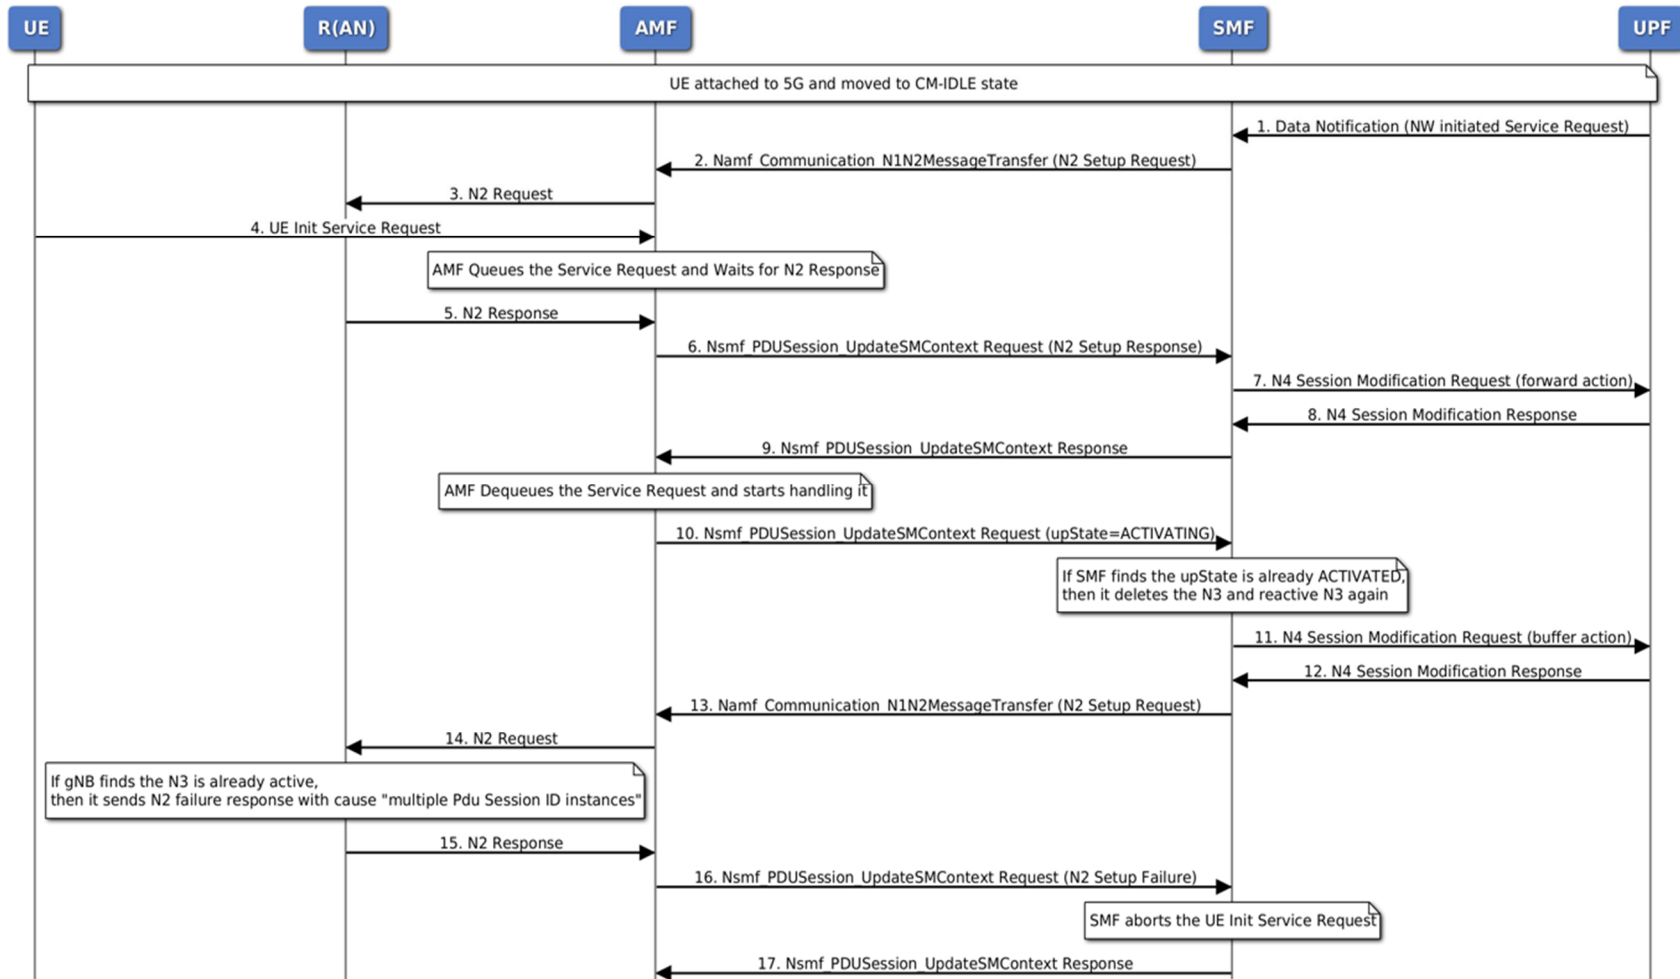 UE R(AN) AMF SMF UPF
UE attached to 5G and moved to CM-IDLE state
1. Data Notification (NW initiated Service Request)
2. Namf_Communication_N1N2MessageTransfer (N2 Setup Request)
3. N2 Request
4. UE Init Service Request
AMF Queues the Service Request and Waits for N2 Response
5. N2 Response
6. Nsmf_PDUSession_UpdateSMContext Request (N2 Setup Response)
7. N4 Session Modification Request (forward action)
8. N4 Session Modification Response
9. Nsmf_PDUSession_UpdateSMContext Response
AMF Dequeues the Service Request and starts handling it
10. Nsmf_PDUSession_UpdateSMContext Request (upState=ACTIVATING)
If SMF finds the upState is already ACTIVATED,
then it deletes the N3 and reactive N3 again
11. N4 Session Modification Request (buffer action)
12. N4 Session Modification Response
13. Namf_Communication_N1N2MessageTransfer (N2 Setup Request)
14. N2 Request
If gNB finds the N3 is already active,
then it sends N2 failure response with cause "multiple Pdu Session ID instances"
15. N2 Response
16. Nsmf_PDUSession_UpdateSMContext Request (N2 Setup Failure)
SMF aborts the UE Init Service Request
17. Nsmf_PDUSession_UpdateSMContext Response